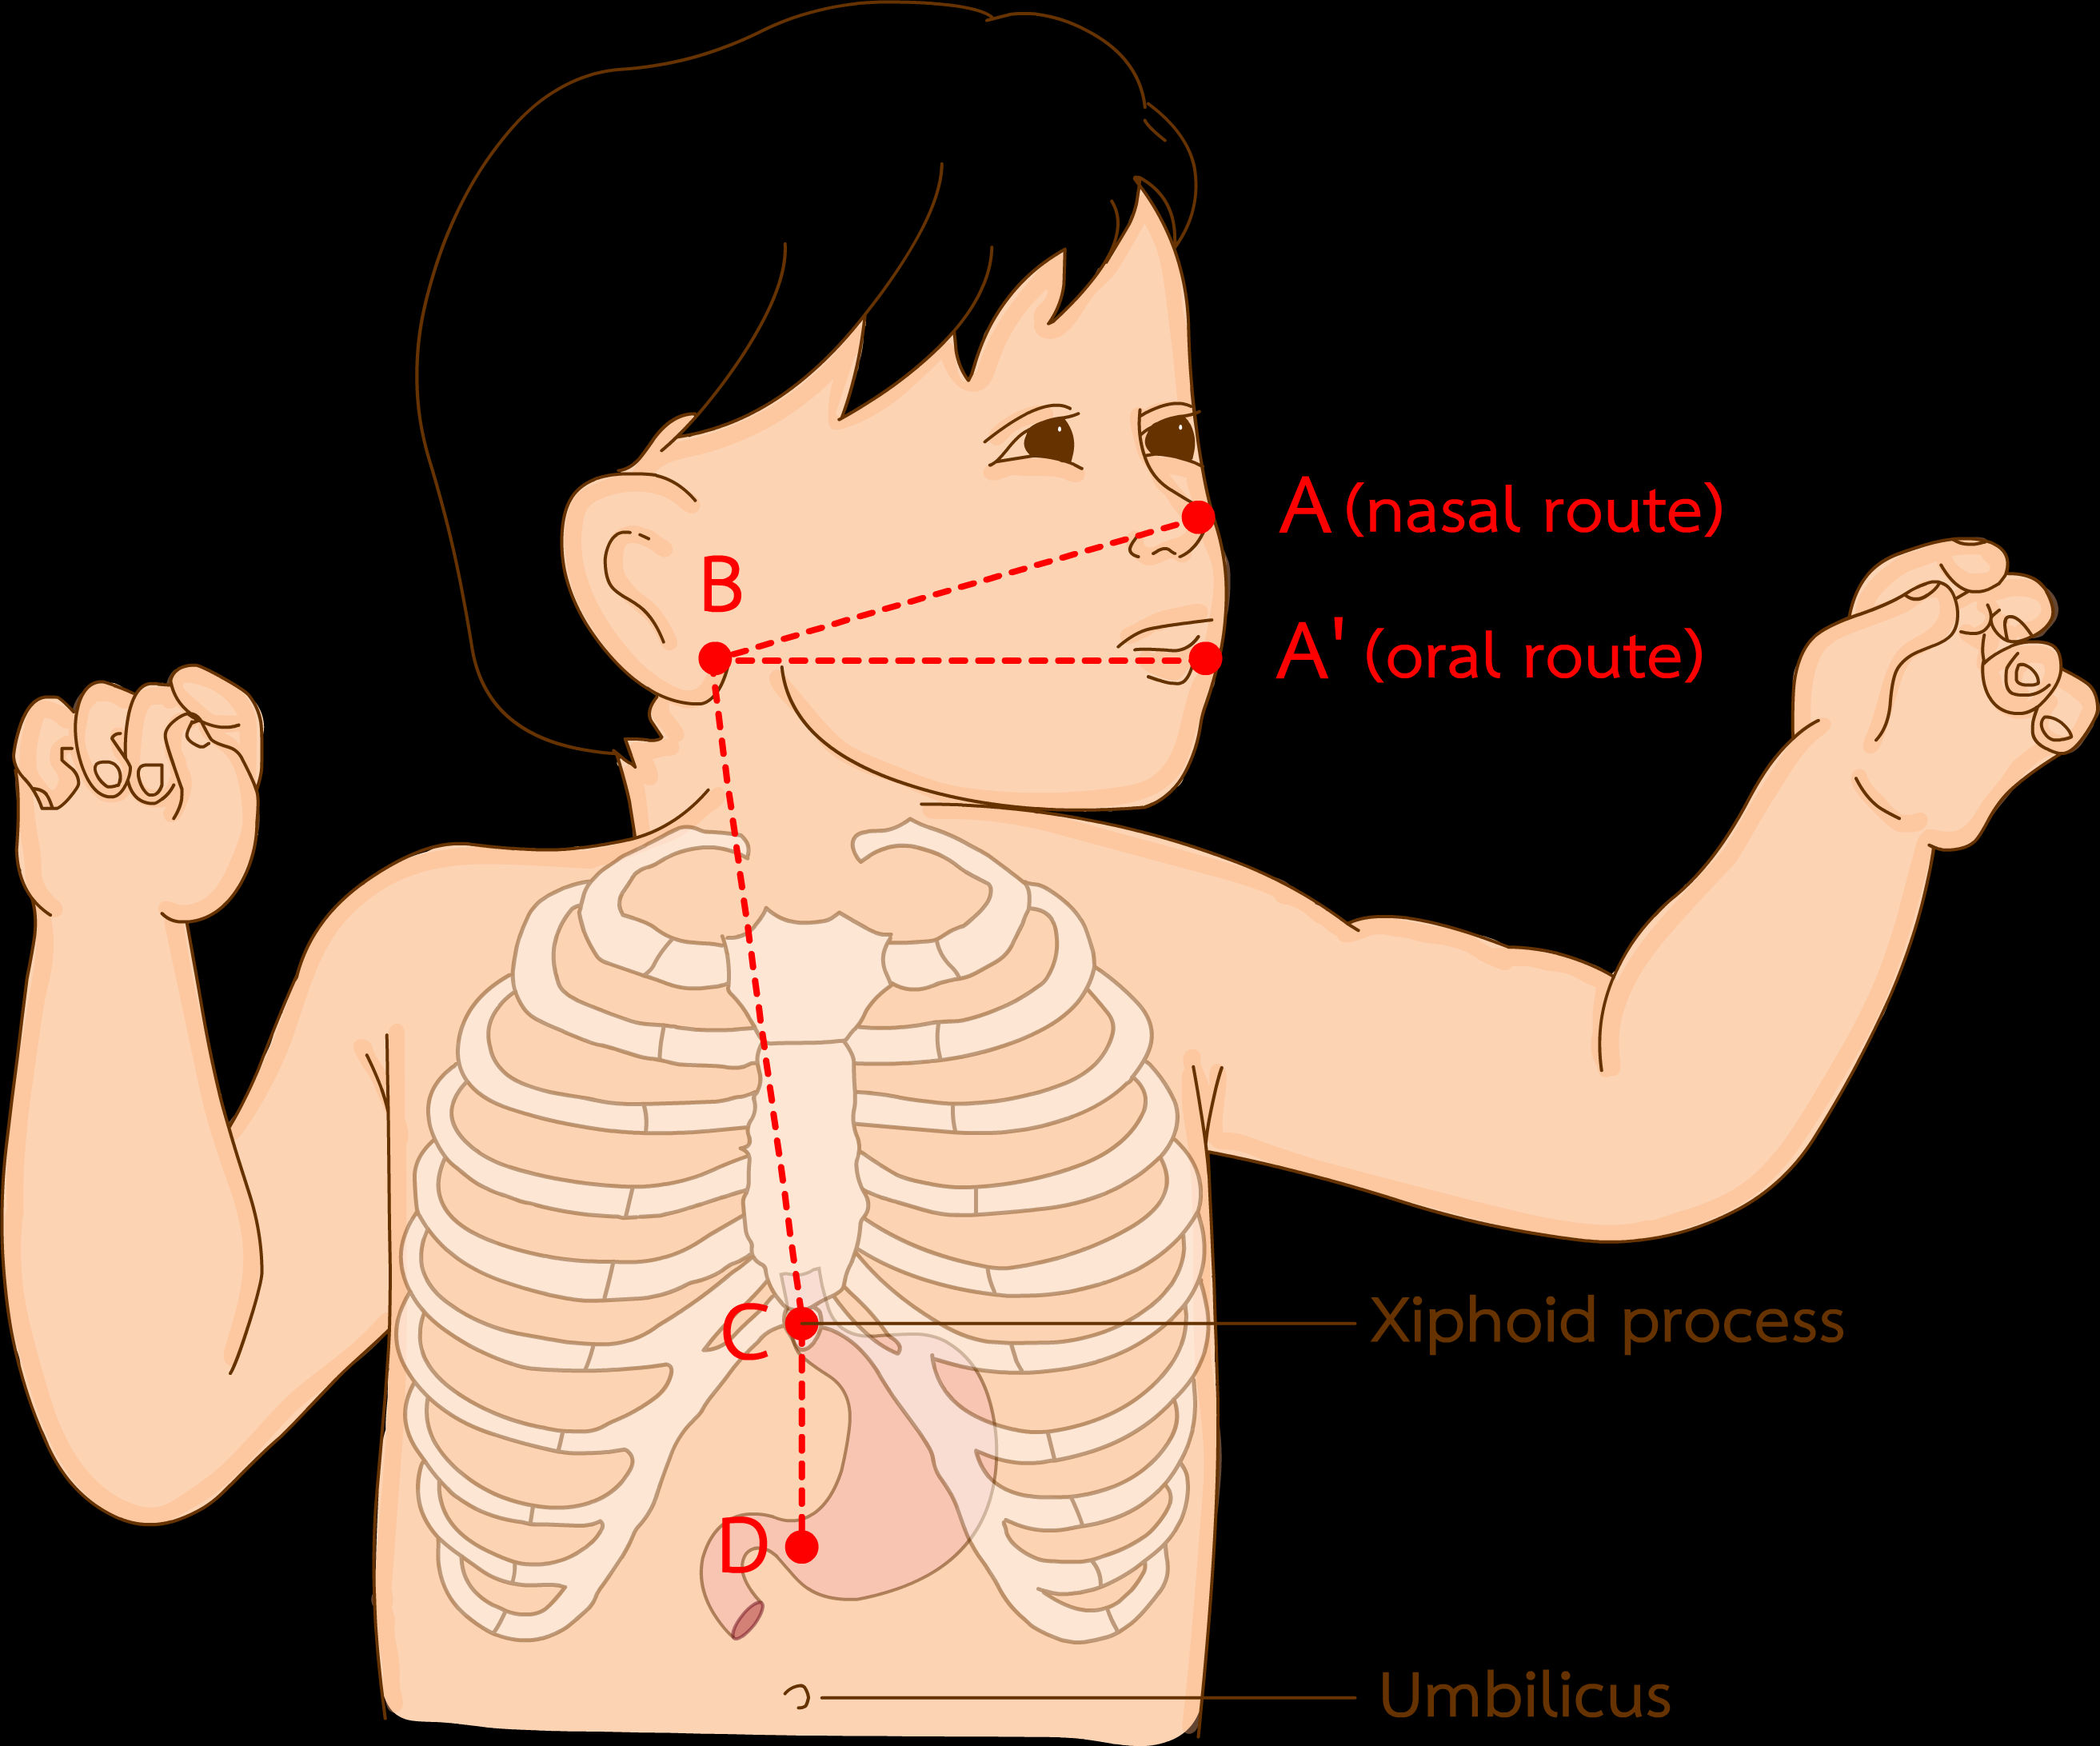 A (nasal route)
B
A' (oral route)
C
Xiphoid process
D
Umbilicus